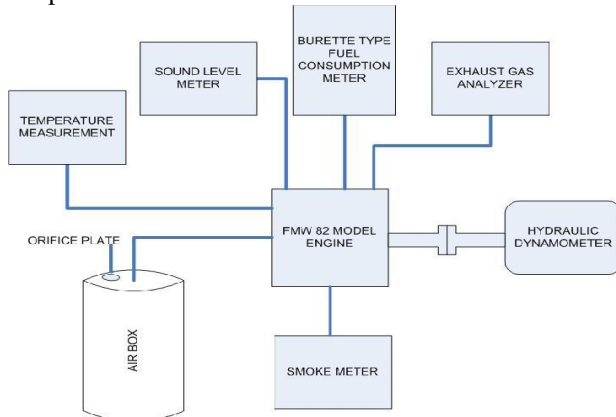 BURETTE TYPE
FUEL
CONSUMPTION
METER
SOUND LEVEL
METER
EXHAUST GAS
ANALYZER
TEMPERATURE
MEASUREMENT
FMW 82 MODEL
ENGINE
HYDRAULIC
DYNAMOMETER
ORIFICE PLATE
AIR BOX
SMOKE METER